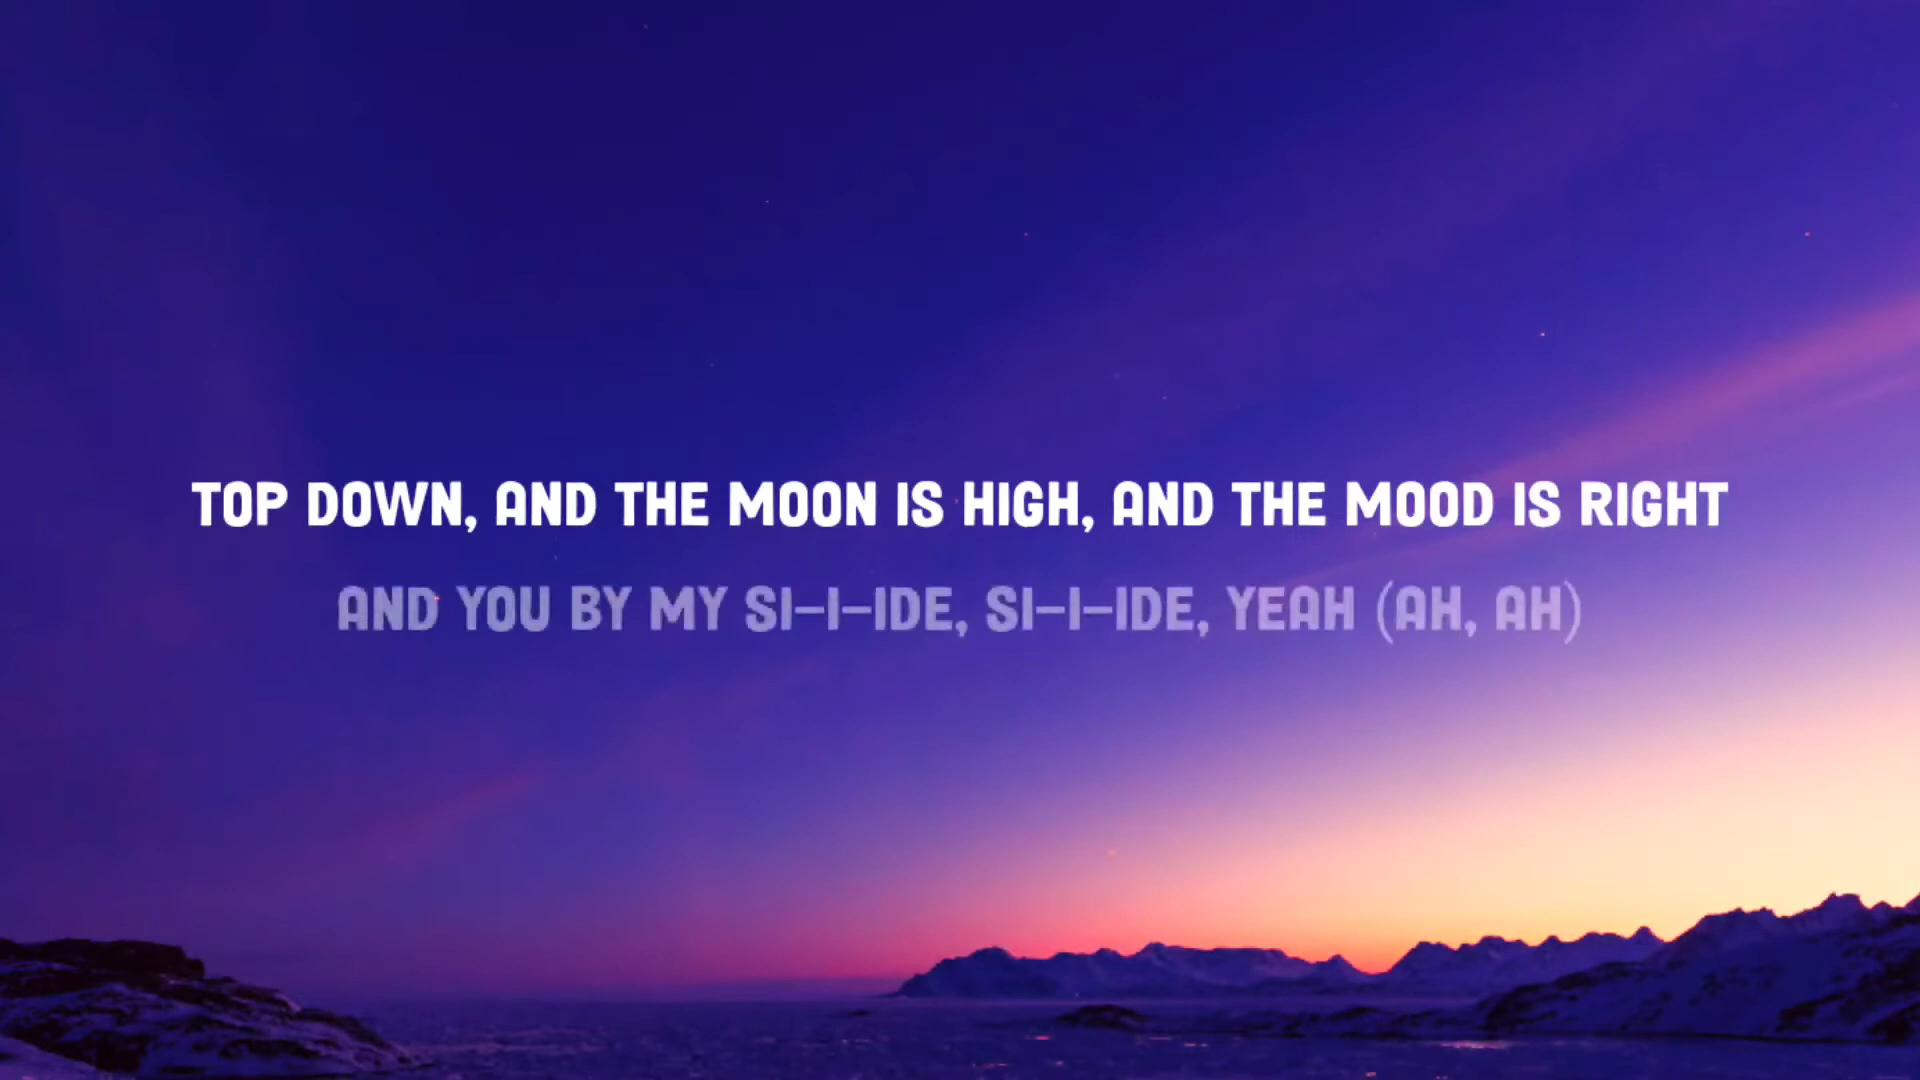 TOP DOWN, AND THE MOON IS HIGH, AND THE MOOD IS RIGHT
AND YOU BY MY SI–I–IDE, SI–I–IDE, YEAH (AH, AH)